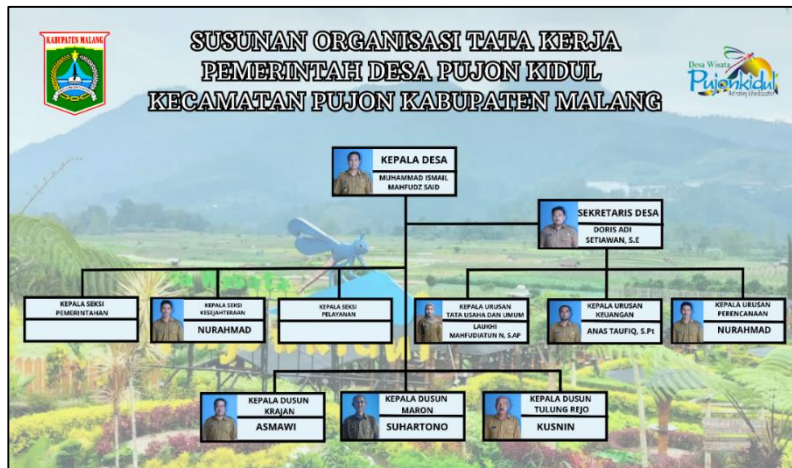 KABUPATEN MALANG
SUSUNAN ORGANISASI TATA KERJA
PEMERINTAH DESA PUJON KIDUL
KECAMATAN PUJON KABUPATEN MALANG
Desa Wisata
Pujonkidul
KEPALA DESA
MUHAMMAD ISMAIL
MAHFUDZ SAID
SEKRETARIS DESA
DORIS ADI
SETIAWAN, S.E
KEPALA SEKSI
PEMERINTAHAN
KEPALA SEKSI
KESEJAHTERAAN
NURAHMAD
KEPALA SEKSI
PELAYANAN
KEPALA URUSAN
TATA USAHA DAN UMUM
LAUKHI
MAHFUDIATUN N, S.AP
KEPALA URUSAN
KEUANGAN
ANAS TAUFIQ, S.Pt
KEPALA URUSAN
PERENCANAAN
NURAHMAD
KEPALA DUSUN
KRAJAN
ASMAWI
KEPALA DUSUN
MARON
SUHARTONO
KEPALA DUSUN
TULUNG REJO
KUSNIN